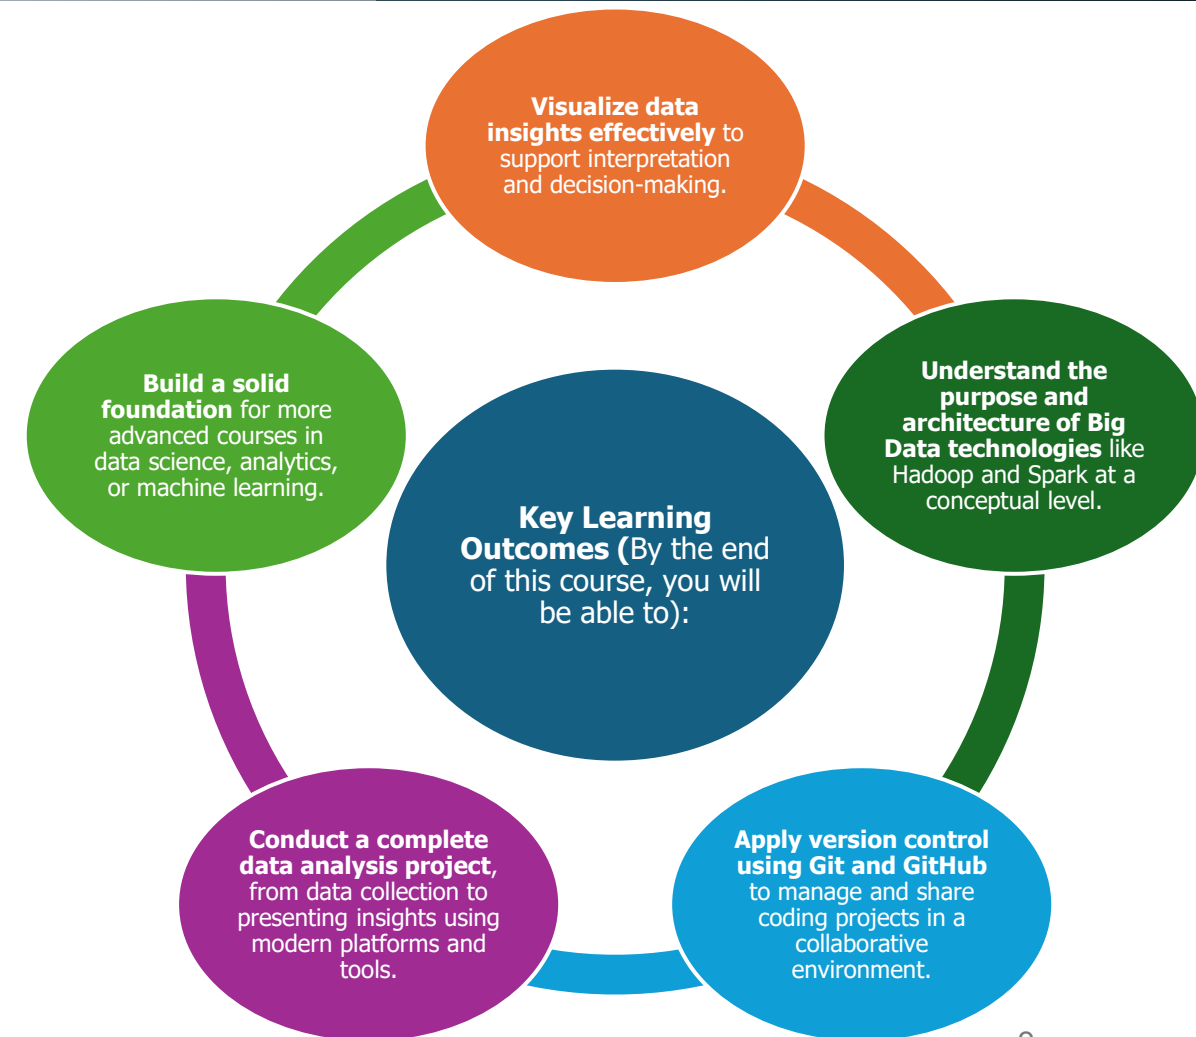 Visualize data
insights effectively to
support interpretation
and decision-making.
Understand the
purpose and
architecture of Big
Data technologies like
Hadoop and Spark at a
conceptual level.
Apply version control
using Git and GitHub
to manage and share
coding projects in a
collaborative
environment.
Conduct a complete
data analysis project,
from data collection to
presenting insights using
modern platforms and
tools.
Build a solid
foundation for more
advanced courses in
data science, analytics,
or machine learning.
Key Learning
Outcomes (By the end
of this course, you will
be able to):